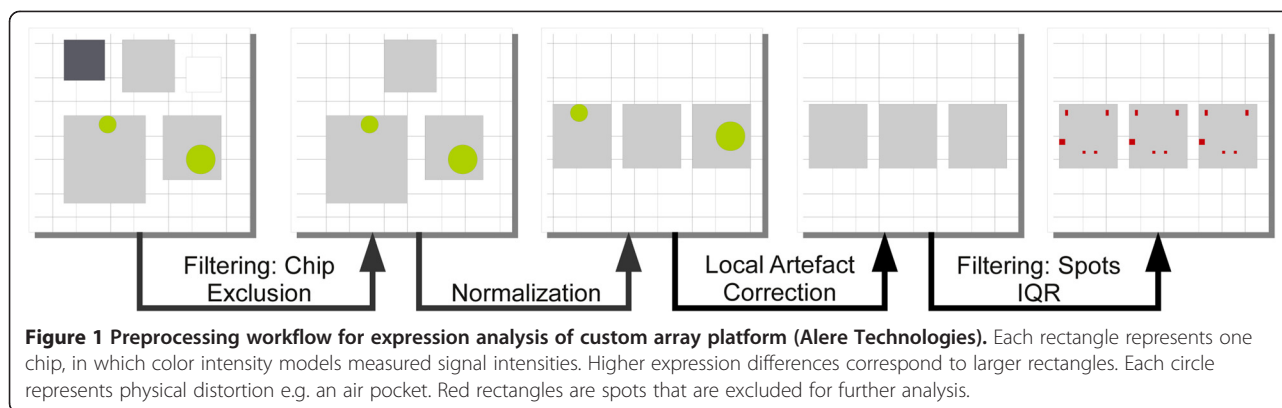 Filtering: Chip
Exclusion
Normalization
Local Artefact
Correction
Filtering: Spots
IQR
Figure 1 Preprocessing workflow for expression analysis of custom array platform (Alere Technologies). Each rectangle represents one
chip, in which color intensity models measured signal intensities. Higher expression differences correspond to larger rectangles. Each circle
represents physical distortion e.g. an air pocket. Red rectangles are spots that are excluded for further analysis.